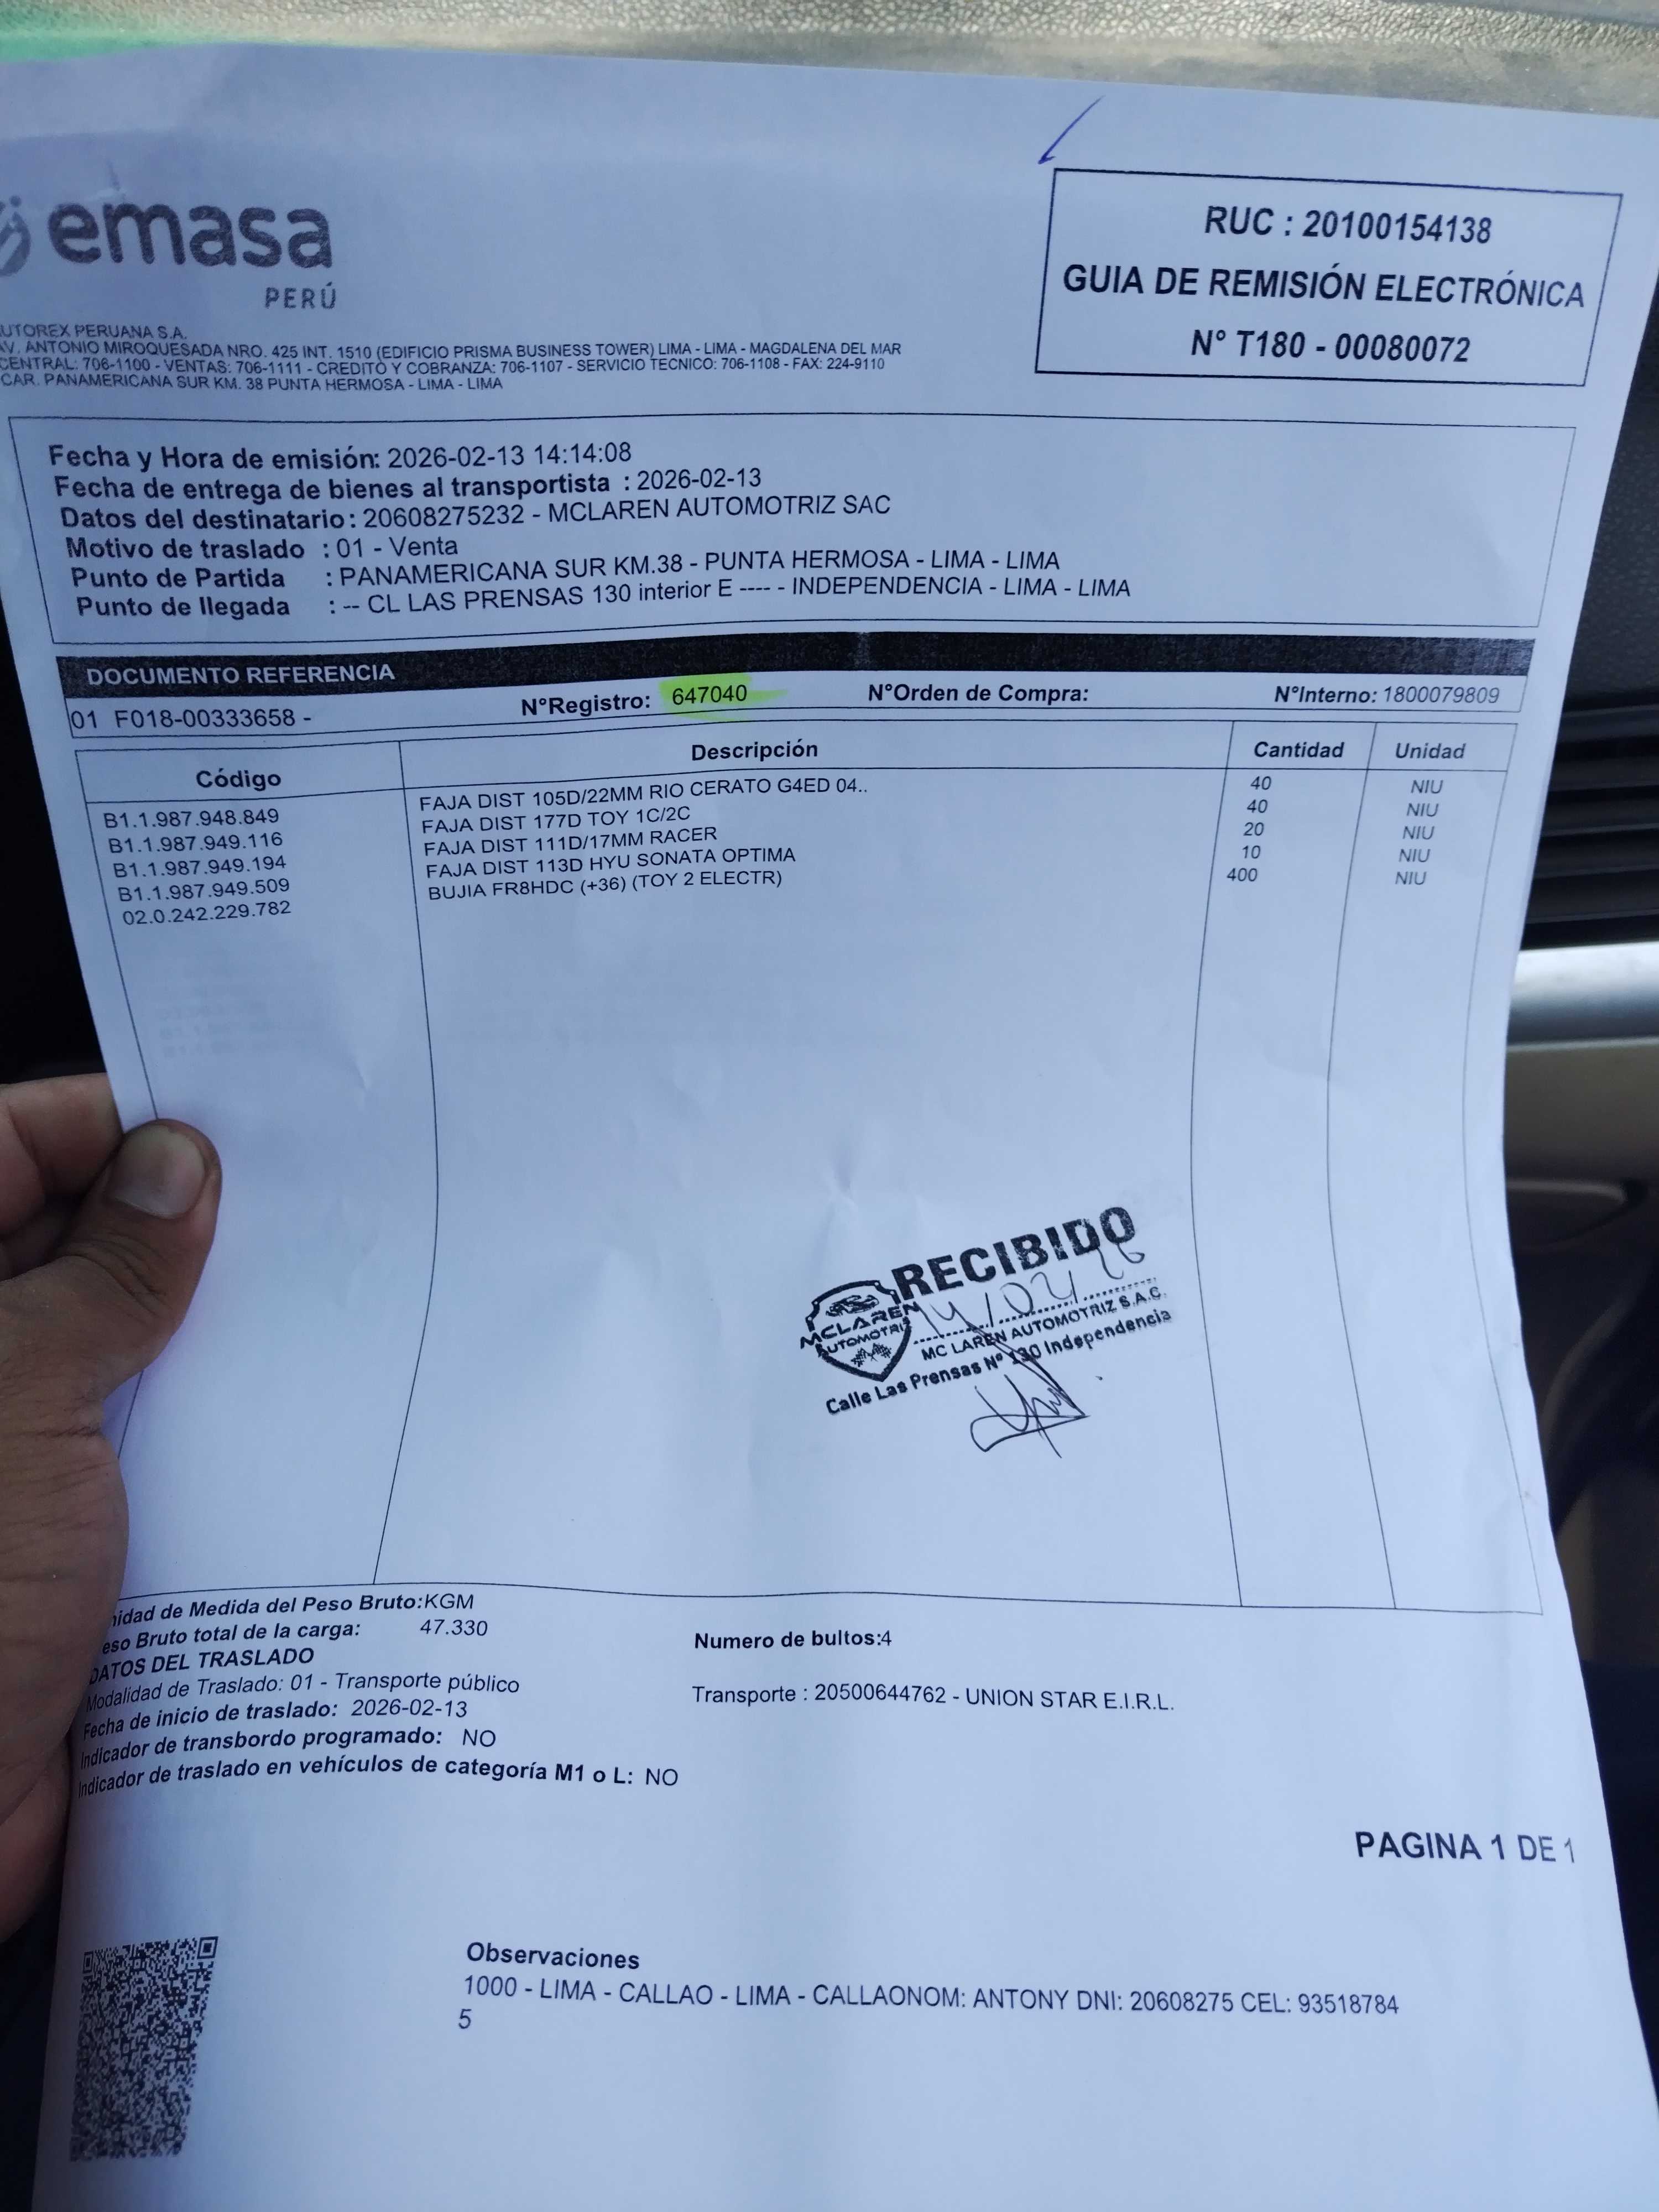 emasa
PERÚ
RUC : 20100154138
GUIA DE REMISIÓN ELECTRÓNICA
N° T180 - 00080072
UTOREX PERUANA S.A.
AV. ANTONIO MIROQUESADA NRO. 425 INT. 1510 (EDIFICIO PRISMA BUSINESS TOWER) LIMA - LIMA - MAGDALENA DEL MAR
CENTRAL: 706-1100 - VENTAS: 706-1111 - CREDITO Y COBRANZA: 706-1107 - SERVICIO TECNICO: 706-1108 - FAX: 224-9110
CAR. PANAMERICANA SUR KM. 38 PUNTA HERMOSA - LIMA - LIMA
Fecha y Hora de emisión: 2026-02-13 14:14:08
Fecha de entrega de bienes al transportista : 2026-02-13
Datos del destinatario: 20608275232 - MCLAREN AUTOMOTRIZ SAC
Motivo de traslado : 01 - Venta
Punto de Partida : PANAMERICANA SUR KM.38 - PUNTA HERMOSA - LIMA - LIMA
Punto de llegada : -- CL LAS PRENSAS 130 interior E ---- - INDEPENDENCIA - LIMA - LIMA
DOCUMENTO REFERENCIA
01 F018-00333658 - N°Registro: 647040 N°Orden de Compra: N°Interno: 1800079809
Código Descripción Cantidad Unidad
B1.1.987.948.849 FAJA DIST 105D/22MM RIO CERATO G4ED 04.. 40 NIU
B1.1.987.949.116 FAJA DIST 177D TOY 1C/2C 40 NIU
B1.1.987.949.194 FAJA DIST 111D/17MM RACER 20 NIU
B1.1.987.949.509 FAJA DIST 113D HYU SONATA OPTIMA 10 NIU
02.0.242.229.782 BUJIA FR8HDC (+36) (TOY 2 ELECTR) 400 NIU
RECIBIDO
MCLAREN
AUTOMOTRIZ
MC LAREN AUTOMOTRIZ S.A.C.
Calle Las Prensas N° 130 Independencia
nidad de Medida del Peso Bruto:KGM
eso Bruto total de la carga: 47.330 Numero de bultos:4
DATOS DEL TRASLADO
Modalidad de Traslado: 01 - Transporte público Transporte : 20500644762 - UNION STAR E.I.R.L.
Fecha de inicio de traslado: 2026-02-13
Indicador de transbordo programado: NO
Indicador de traslado en vehículos de categoría M1 o L: NO
PAGINA 1 DE 1
Observaciones
1000 - LIMA - CALLAO - LIMA - CALLAONOM: ANTONY DNI: 20608275 CEL: 93518784
5